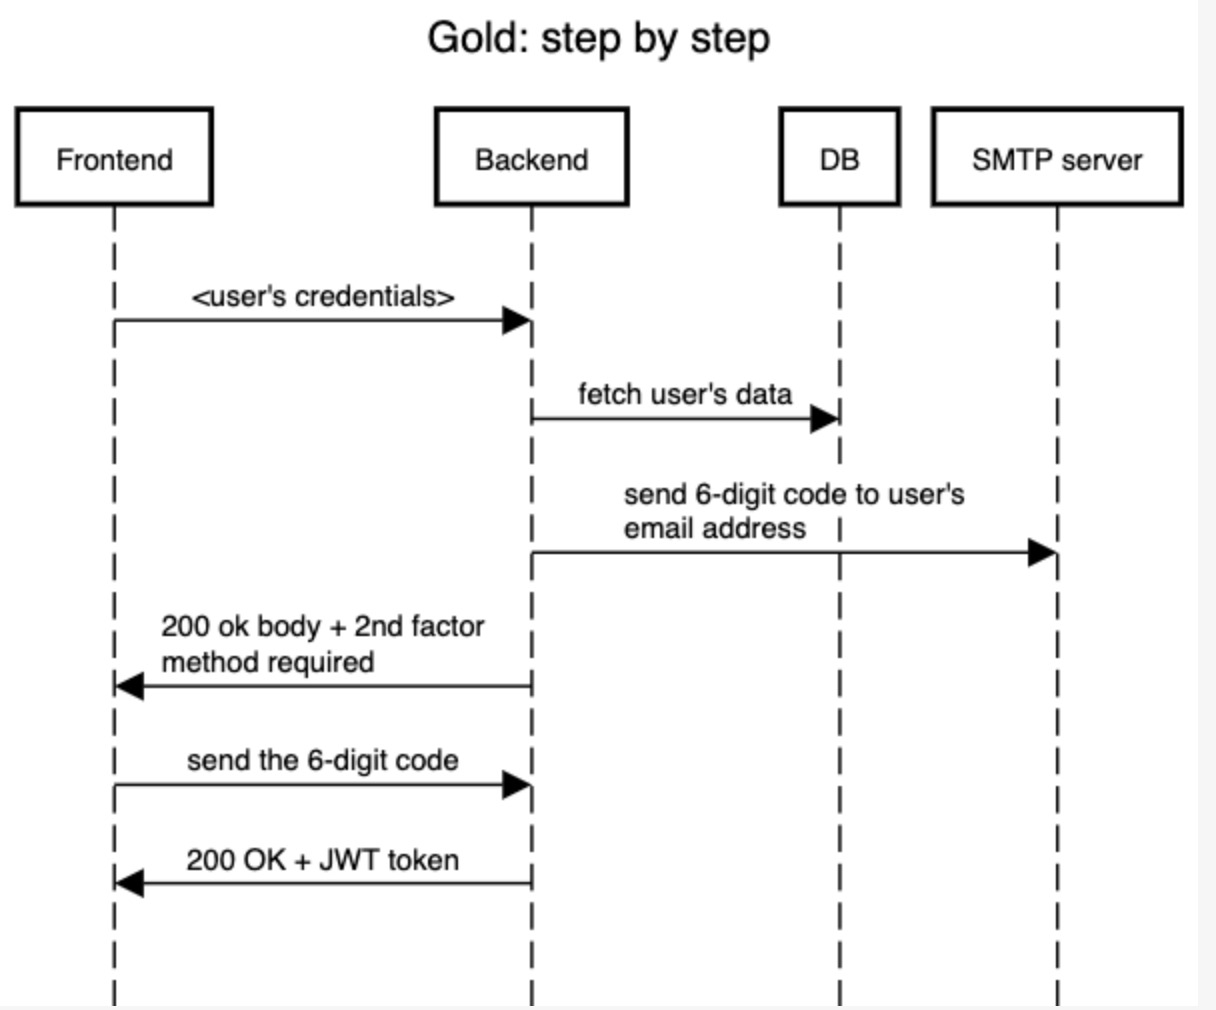 Gold: step by step
Frontend
Backend
DB
SMTP server
<user's credentials>
fetch user's data
send 6-digit code to user's
email address
200 ok body + 2nd factor
method required
send the 6-digit code
200 OK + JWT token